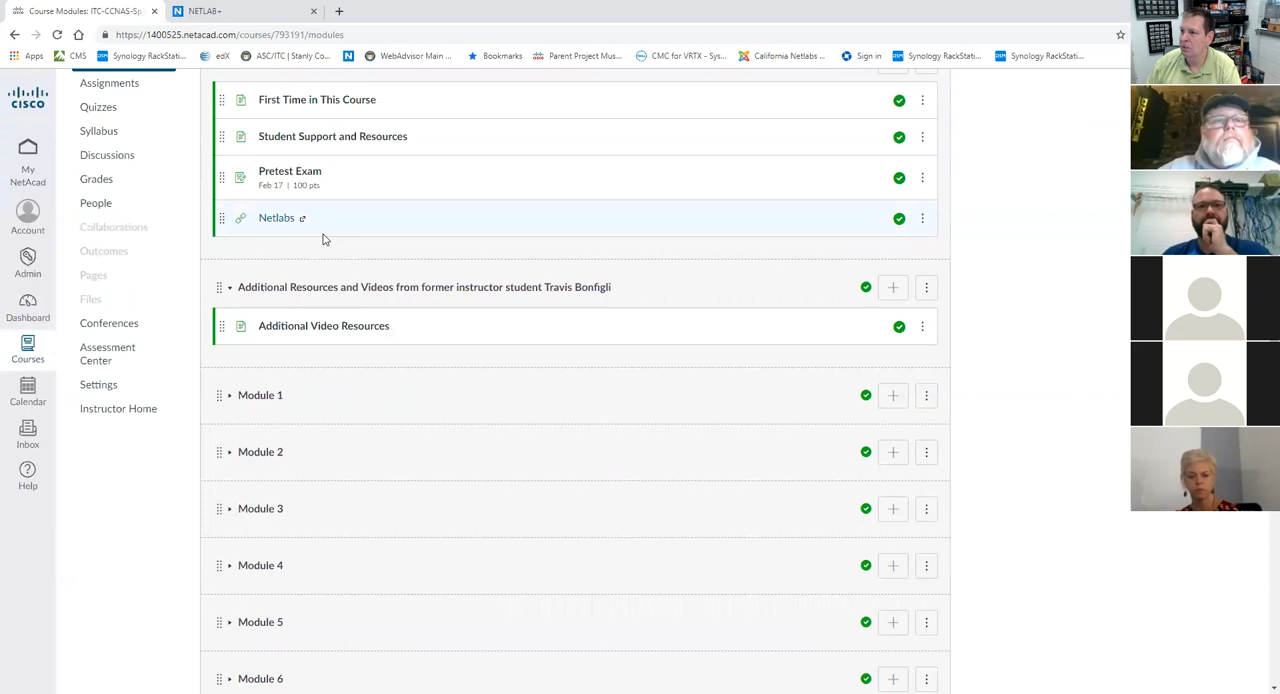 Course Modules: ITC-CCNAS-Sp
NETLAB+
https://1400525.netacad.com/courses/793191/modules
Apps
CMS
Synology RackStati...
edX
ASC/ITC | Study Co...
WebAdvisor Main ...
Bookmarks
Parent Project Mus...
CMC for VRTX - Sys...
California Netlabs ...
Sign in
Synology RackStati...
Synology RackStati...
CISCO
My NetAcad
Account
Admin
Dashboard
Courses
Calendar
Inbox
Help
Assignments
Quizzes
Syllabus
Discussions
Grades
People
Collaborations
Outcomes
Pages
Files
Conferences
Assessment
Center
Settings
Instructor Home
First Time in This Course
Student Support and Resources
Pretest Exam
Feb 17 | 100 pts
Netlabs
Additional Resources and Videos from former instructor student Travis Bonfigli
Additional Video Resources
Module 1
Module 2
Module 3
Module 4
Module 5
Module 6